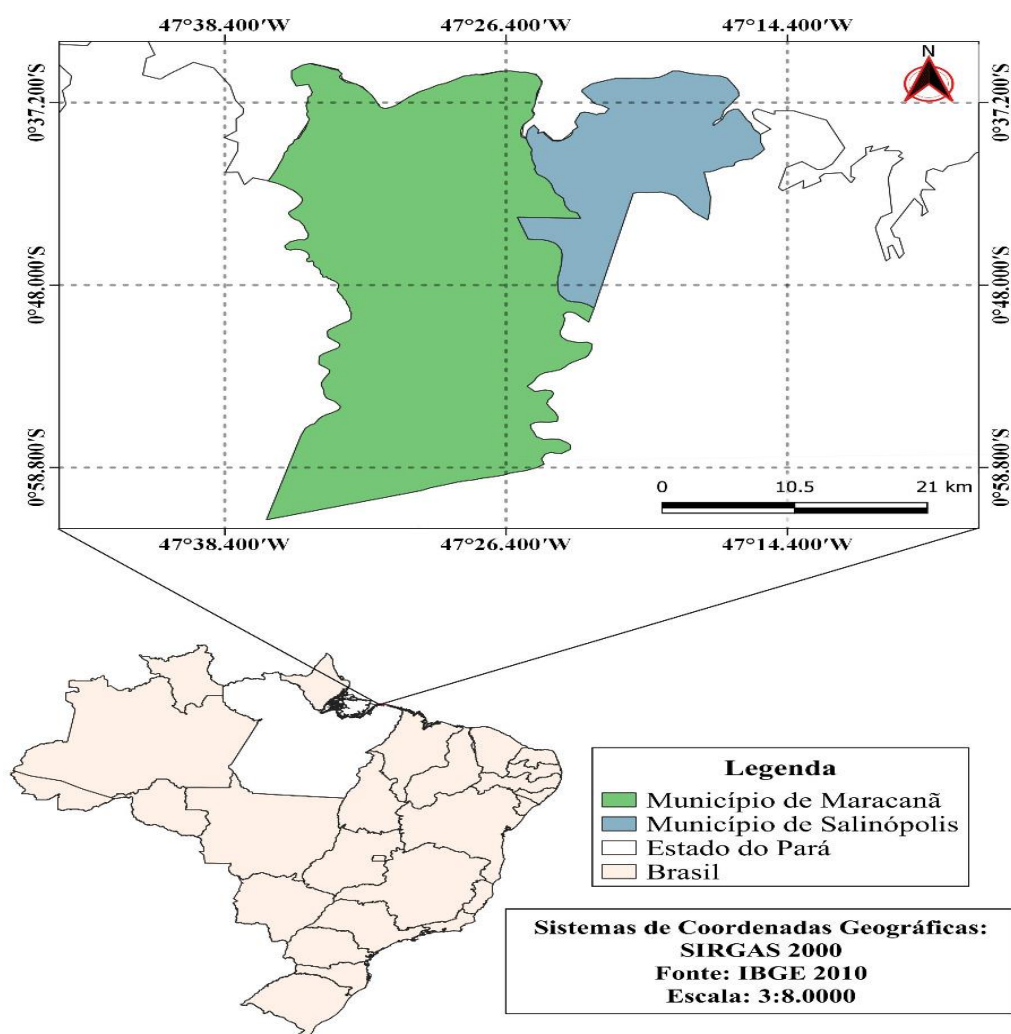 47°38.400'W 47°26.400'W 47°14.400'W
N
0°37.200'S 0°37.200'S
0°48.000'S 0°48.000'S
0°58.800'S 0°58.800'S
0 10.5 21 km
47°38.400'W 47°26.400'W 47°14.400'W
Legenda
Município de Maracanã
Município de Salinópolis
Estado do Pará
Brasil
Sistemas de Coordenadas Geográficas:
SIRGAS 2000
Fonte: IBGE 2010
Escala: 3:8.0000